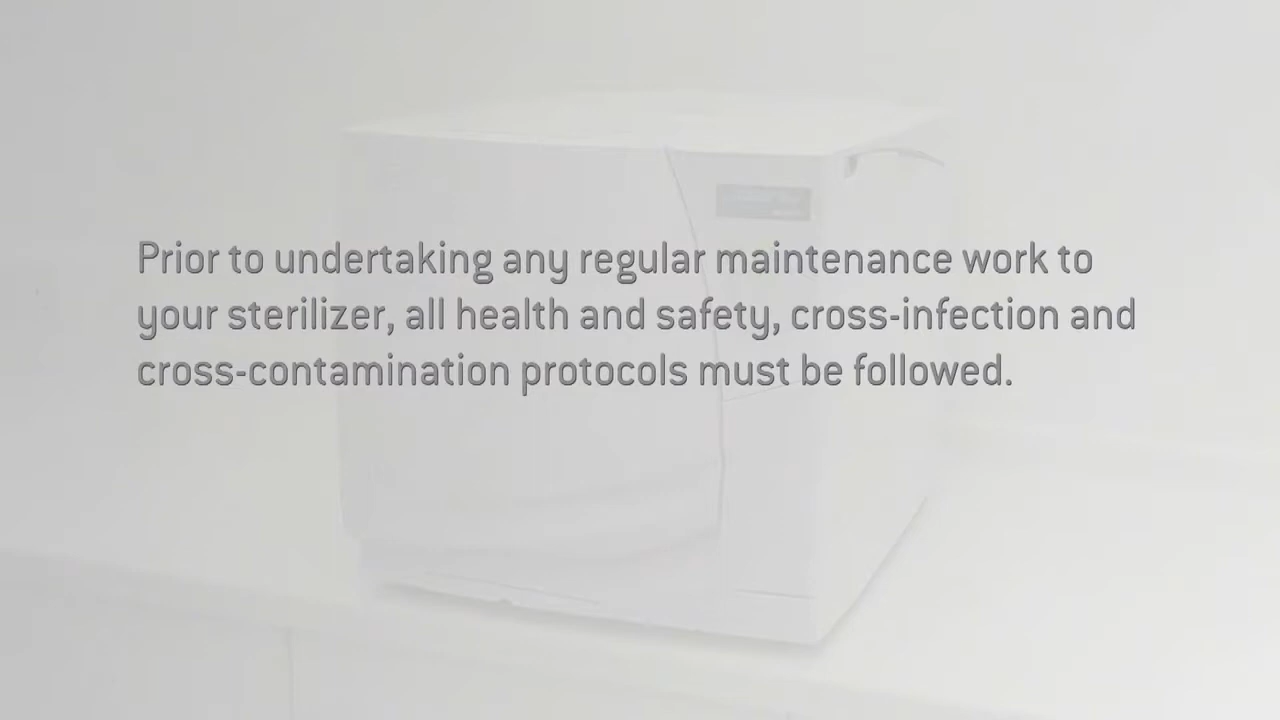 Prior to undertaking any regular maintenance work to
your sterilizer, all health and safety, cross-infection and
cross-contamination protocols must be followed.